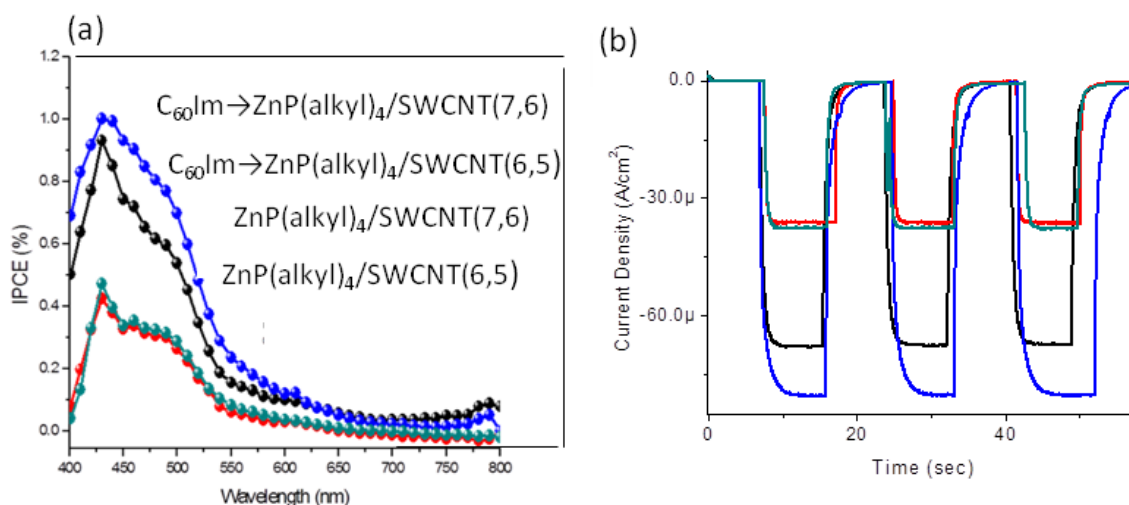 (a)
1.2
1.0
0.8
0.6
0.4
0.2
0.0
IPCE (%)
C₆₀Im→ZnP(alkyl)₄/SWCNT(7,6)
C₆₀Im→ZnP(alkyl)₄/SWCNT(6,5)
ZnP(alkyl)₄/SWCNT(7,6)
ZnP(alkyl)₄/SWCNT(6,5)
400 450 500 550 600 650 700 750 800
Wavelength (nm)
(b)
0.0
-30.0µ
-60.0µ
Current Density (A/cm²)
0 20 40
Time (sec)